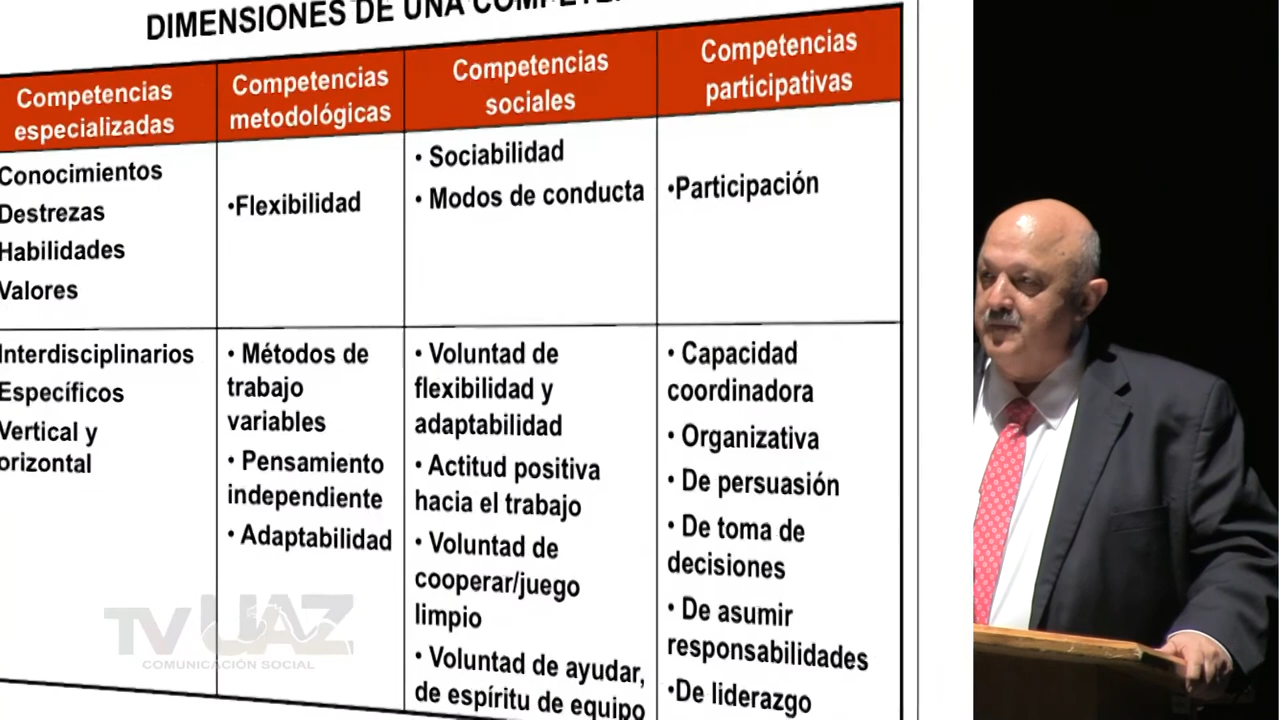 DIMENSIONES DE UNA
Competencias
especializadas
Competencias
metodológicas
Competencias
sociales
Competencias
participativas
Conocimientos
Destrezas
Habilidades
Valores
•Flexibilidad
• Sociabilidad
• Modos de conducta
•Participación
Interdisciplinarios
Específicos
Vertical y
orizontal
• Métodos de
trabajo
variables
• Pensamiento
independiente
• Adaptabilidad
• Voluntad de
flexibilidad y
adaptabilidad
• Actitud positiva
hacia el trabajo
• Voluntad de
cooperar/juego
limpio
• Voluntad de ayudar,
de espíritu de equipo
• Capacidad
coordinadora
• Organizativa
• De persuasión
• De toma de
decisiones
• De asumir
responsabilidades
•De liderazgo
TV UAZ
COMUNICACIÓN SOCIAL